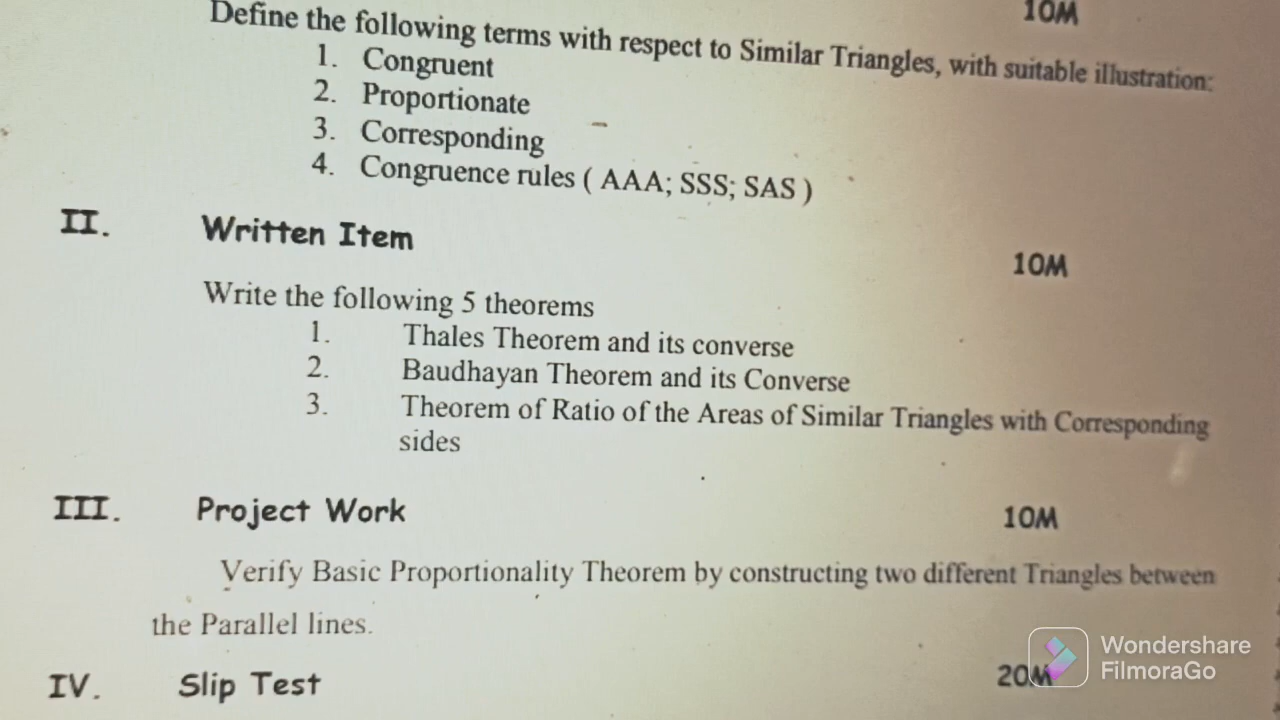 10M
Define the following terms with respect to Similar Triangles, with suitable illustration:
1. Congruent
2. Proportionate
3. Corresponding
4. Congruence rules ( AAA; SSS; SAS )
II. Written Item 10M
Write the following 5 theorems
1. Thales Theorem and its converse
2. Baudhayan Theorem and its Converse
3. Theorem of Ratio of the Areas of Similar Triangles with Corresponding
sides
III. Project Work 10M
Verify Basic Proportionality Theorem by constructing two different Triangles between
the Parallel lines.
IV. Slip Test 20M
Wondershare
FilmoraGo